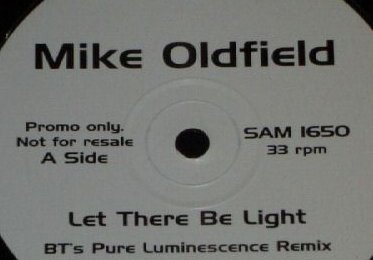 Mike Oldfield
Promo only.
Not for resale
A Side
SAM 1650
33 rpm
Let There Be Light
BT's Pure Luminescence Remix